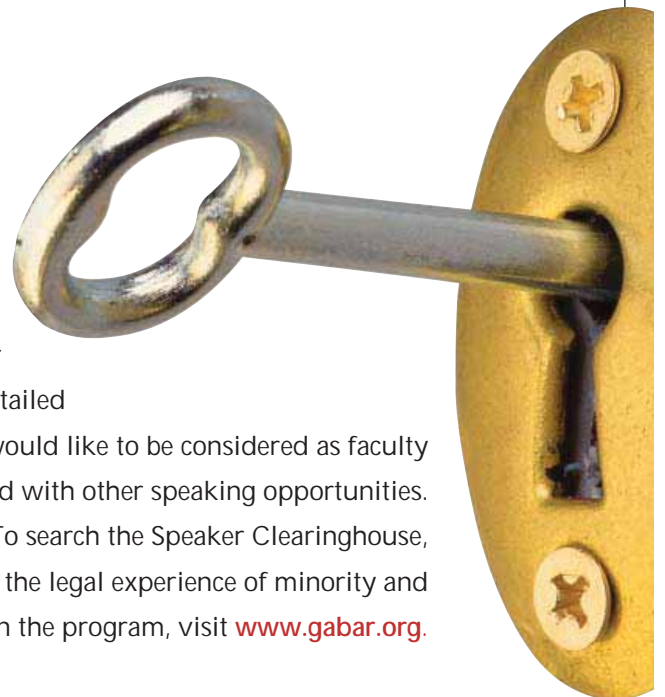 tailed
would like to be considered as faculty
d with other speaking opportunities.
To search the Speaker Clearinghouse,
the legal experience of minority and
the program, visit www.gabar.org.